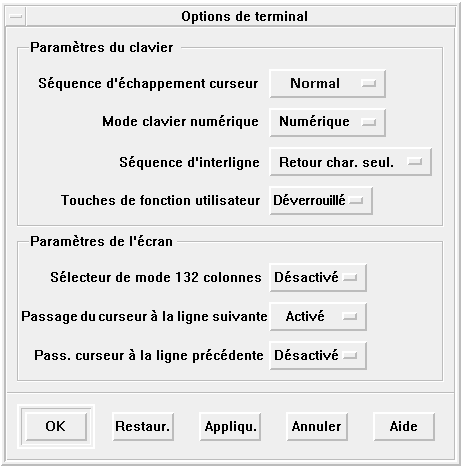 Options de terminal
Paramètres du clavier
Séquence d'échappement curseur Normal
Mode clavier numérique Numérique
Séquence d'interligne Retour char. seul.
Touches de fonction utilisateur Déverrouillé
Paramètres de l'écran
Sélecteur de mode 132 colonnes Désactivé
Passage du curseur à la ligne suivante Activé
Pass. curseur à la ligne précédente Désactivé
OK Restaur. Appliqu. Annuler Aide